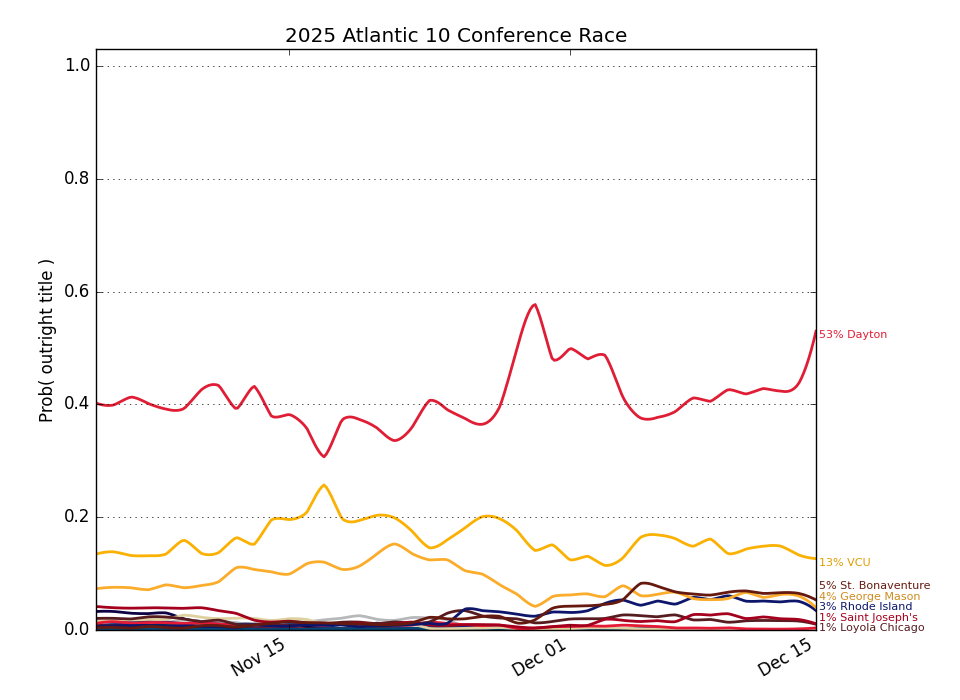 2025 Atlantic 10 Conference Race
1.0
0.8
0.6
0.4
0.2
0.0
Prob( outright title )
53% Dayton
13% VCU
5% St. Bonaventure
4% George Mason
3% Rhode Island
1% Saint Joseph's
1% Loyola Chicago
Nov 15
Dec 01
Dec 15